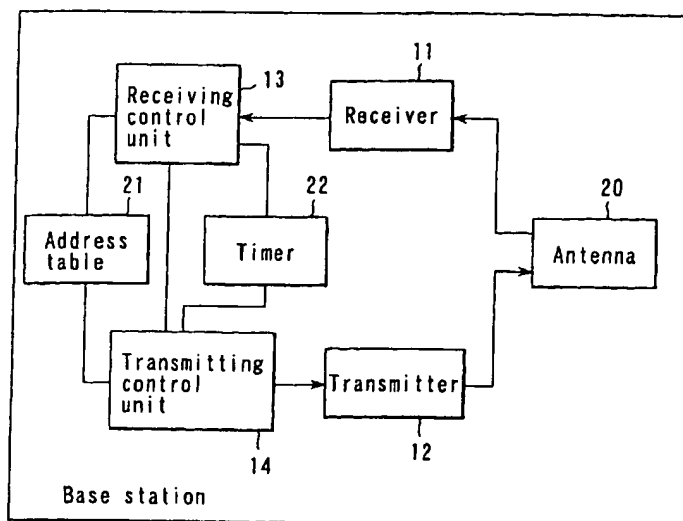 11
13
Receiving
control
unit
Receiver
21
22
20
Address
table
Timer
Antenna
Transmitting
control
unit
Transmitter
14
12
Base station